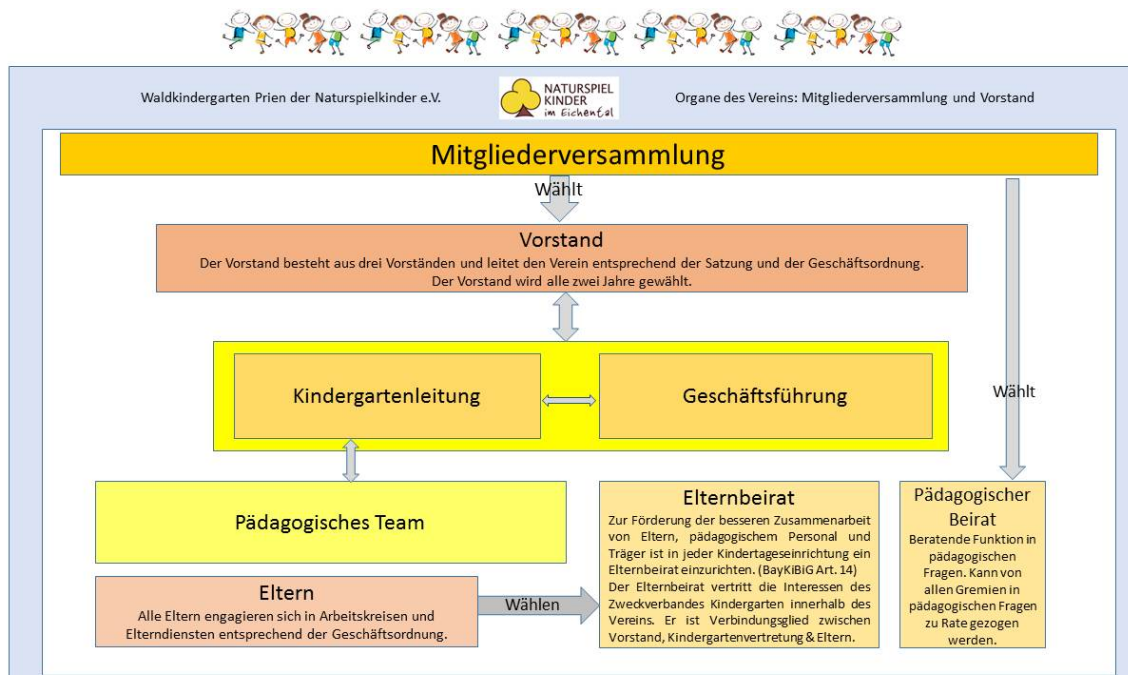 Waldkindergarten Prien der Naturspielkinder e.V.
NATURSPIEL
KINDER
im Eichental
Organe des Vereins: Mitgliederversammlung und Vorstand
Mitgliederversammlung
Wählt
Vorstand
Der Vorstand besteht aus drei Vorständen und leitet den Verein entsprechend der Satzung und der Geschäftsordnung.
Der Vorstand wird alle zwei Jahre gewählt.
Kindergartenleitung
Geschäftsführung
Wählt
Pädagogisches Team
Eltern
Alle Eltern engagieren sich in Arbeitskreisen und
Elterndiensten entsprechend der Geschäftsordnung.
Wählen
Elternbeirat
Zur Förderung der besseren Zusammenarbeit
von Eltern, pädagogischem Personal und
Träger ist in jeder Kindertageseinrichtung ein
Elternbeirat einzurichten. (BayKiBiG Art. 14)
Der Elternbeirat vertritt die Interessen des
Zweckverbandes Kindergarten innerhalb des
Vereins. Er ist Verbindungsglied zwischen
Vorstand, Kindergartenvertretung & Eltern.
Pädagogischer
Beirat
Beratende Funktion in
pädagogischen
Fragen. Kann von
allen Gremien in
pädagogischen Fragen
zu Rate gezogen
werden.